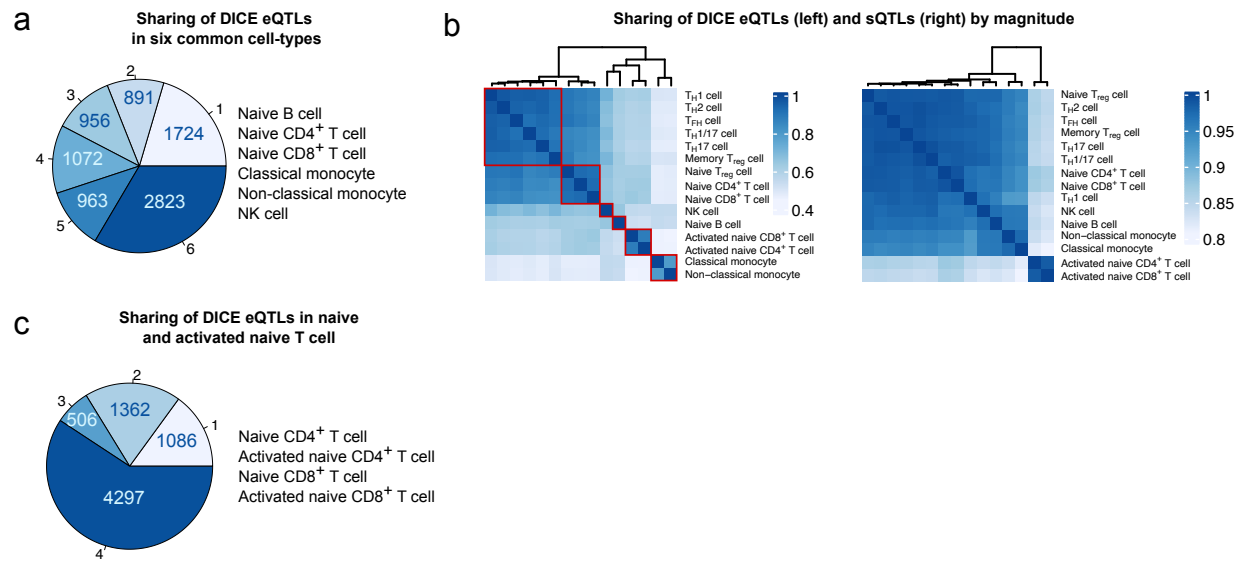 a
Sharing of DICE eQTLs
in six common cell-types
1
2
3
4
5
6
1724
891
956
1072
963
2823
Naive B cell
Naive CD4+ T cell
Naive CD8+ T cell
Classical monocyte
Non-classical monocyte
NK cell
b
Sharing of DICE eQTLs (left) and sQTLs (right) by magnitude
TH1 cell
TH2 cell
TFH cell
TH1/17 cell
TH17 cell
Memory Treg cell
Naive Treg cell
Naive CD4+ T cell
Naive CD8+ T cell
NK cell
Naive B cell
Activated naive CD8+ T cell
Activated naive CD4+ T cell
Classical monocyte
Non−classical monocyte
1
0.8
0.6
0.4
Naive Treg cell
TH2 cell
TFH cell
Memory Treg cell
TH17 cell
TH1/17 cell
Naive CD4+ T cell
Naive CD8+ T cell
TH1 cell
NK cell
Naive B cell
Non−classical monocyte
Classical monocyte
Activated naive CD4+ T cell
Activated naive CD8+ T cell
1
0.95
0.9
0.85
0.8
c
Sharing of DICE eQTLs in naive
and activated naive T cell
1
2
3
4
1086
1362
506
4297
Naive CD4+ T cell
Activated naive CD4+ T cell
Naive CD8+ T cell
Activated naive CD8+ T cell